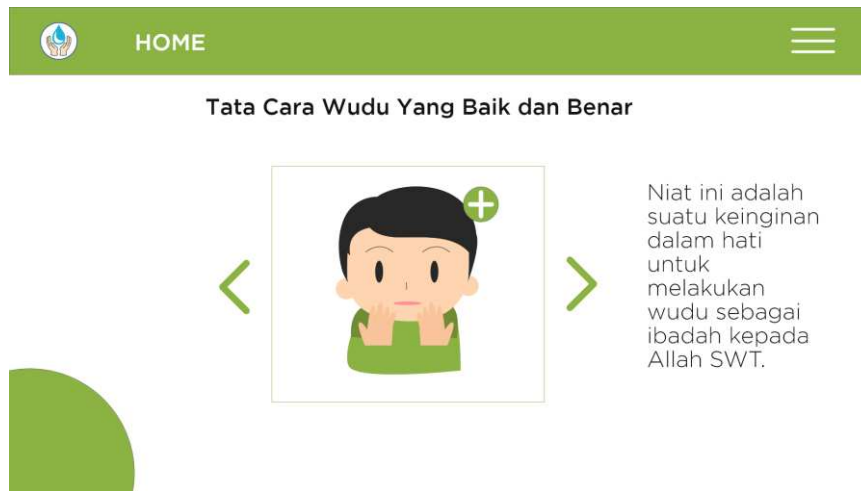 HOME
Tata Cara Wudu Yang Baik dan Benar
Niat ini adalah
suatu keinginan
dalam hati
untuk
melakukan
wudu sebagai
ibadah kepada
Allah SWT.